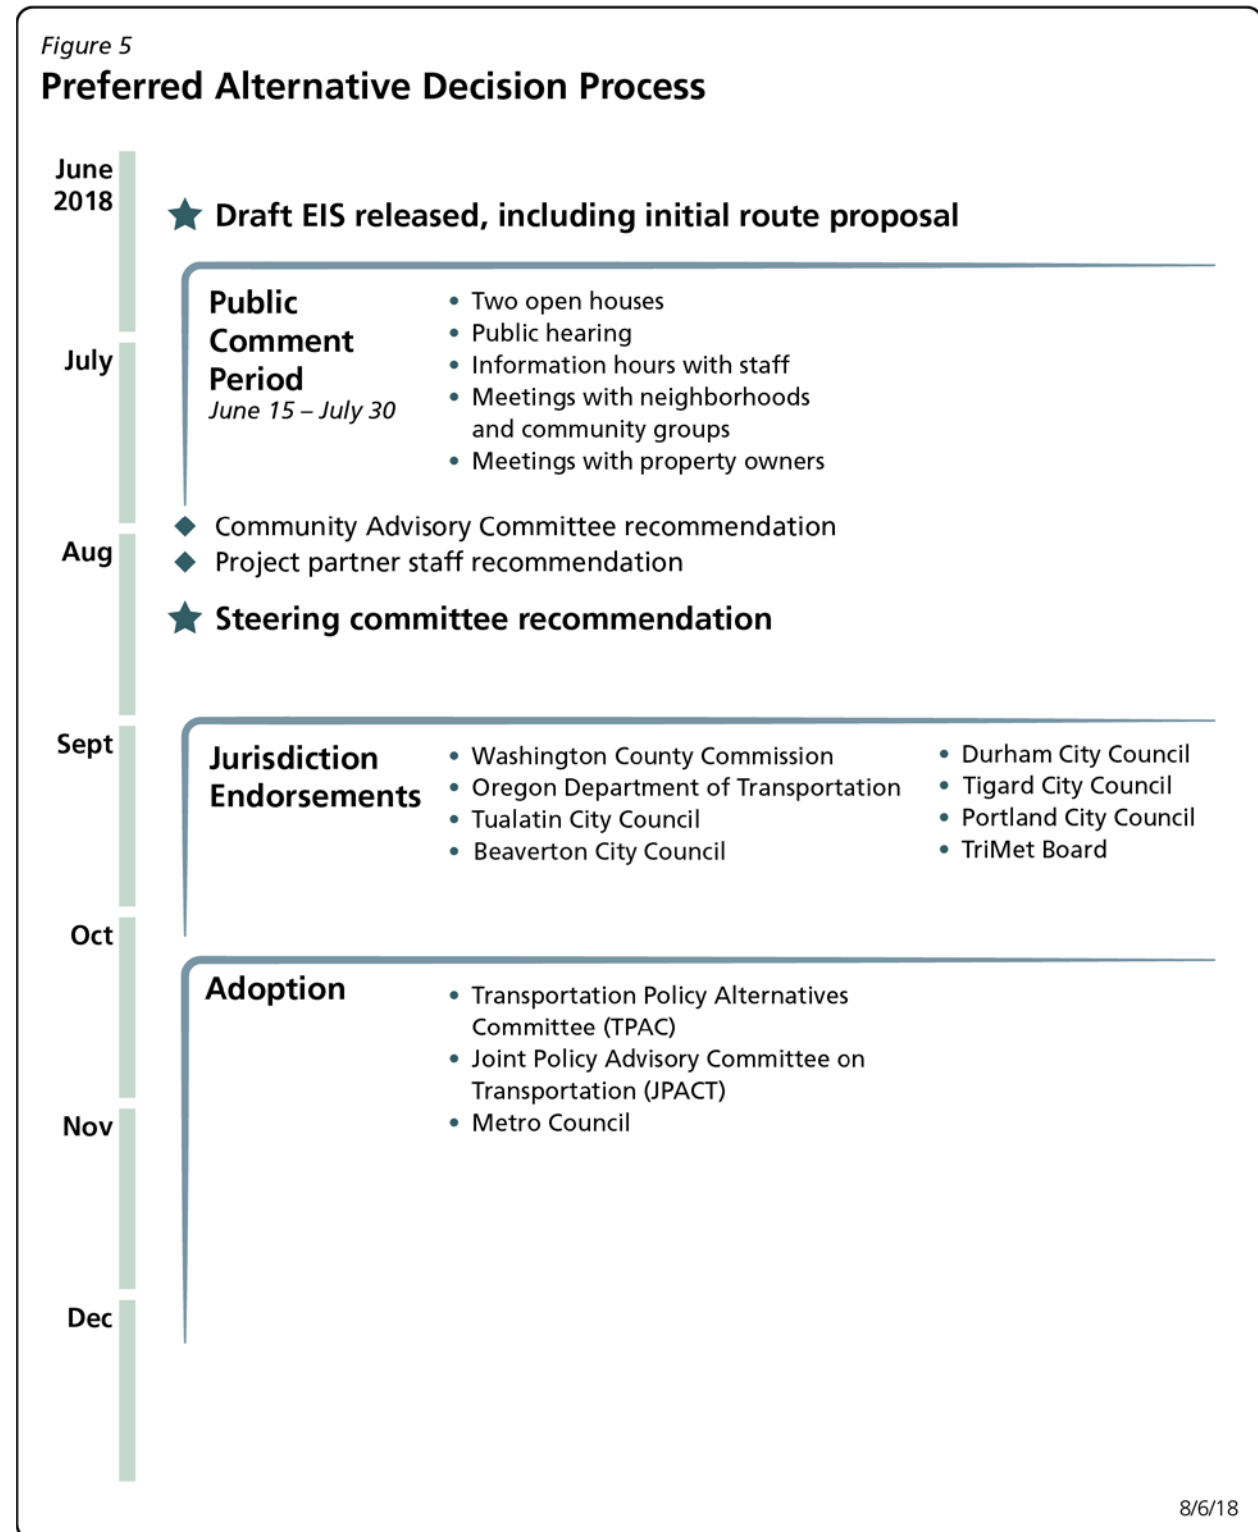 Figure 5
Preferred Alternative Decision Process
June
2018
Draft EIS released, including initial route proposal
Public
Comment
Period
June 15 – July 30
• Two open houses
• Public hearing
• Information hours with staff
• Meetings with neighborhoods
and community groups
• Meetings with property owners
July
Community Advisory Committee recommendation
Aug
Project partner staff recommendation
Steering committee recommendation
Sept
Jurisdiction
Endorsements
• Washington County Commission
• Oregon Department of Transportation
• Tualatin City Council
• Beaverton City Council
• Durham City Council
• Tigard City Council
• Portland City Council
• TriMet Board
Oct
Adoption
• Transportation Policy Alternatives
Committee (TPAC)
• Joint Policy Advisory Committee on
Transportation (JPACT)
• Metro Council
Nov
Dec
8/6/18